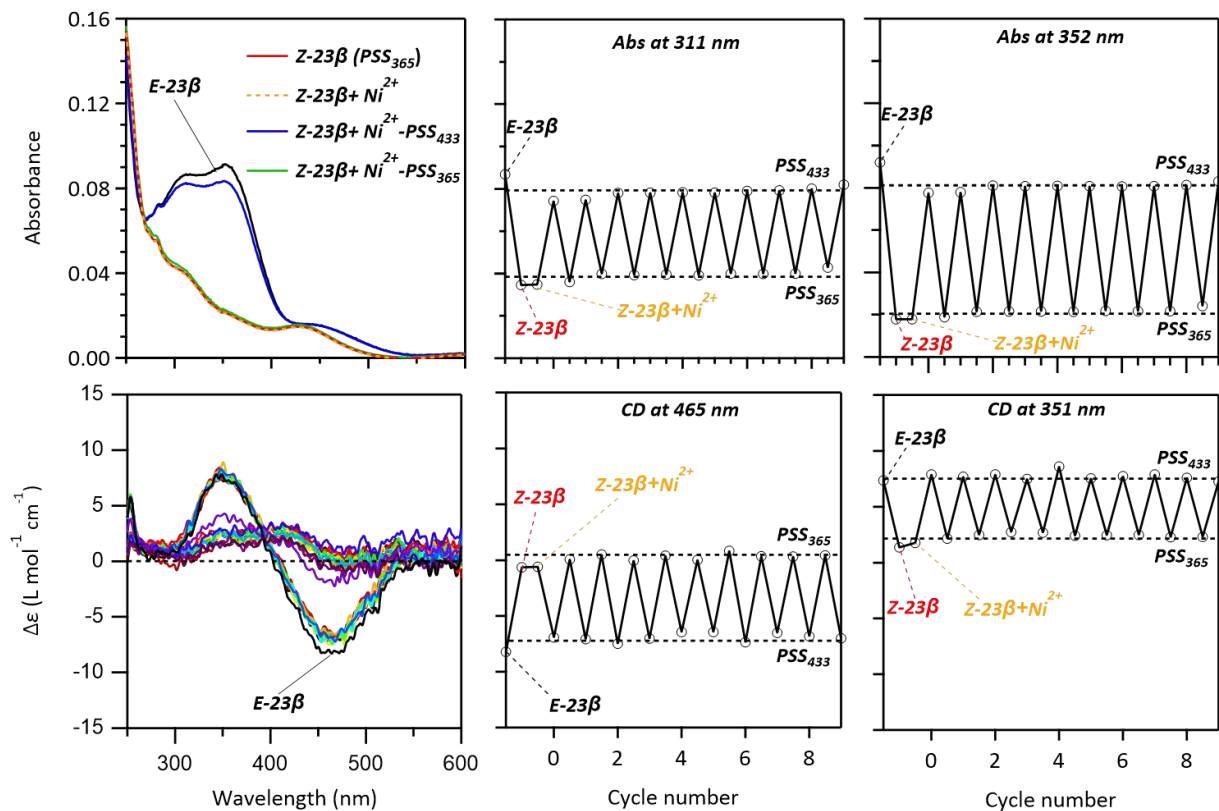 0.16
0.12
0.08
0.04
0.00
Absorbance
E-23β
Z-23β (PSS₃₆₅)
Z-23β+ Ni²⁺
Z-23β+ Ni²⁺-PSS₄₃₃
Z-23β+ Ni²⁺-PSS₃₆₅
Abs at 311 nm
E-23β
PSS₄₃₃
PSS₃₆₅
Z-23β+Ni²⁺
Z-23β
Abs at 352 nm
E-23β
PSS₄₃₃
PSS₃₆₅
Z-23β
Z-23β+Ni²⁺
15
10
5
0
-5
-10
-15
Δε (L mol⁻¹ cm⁻¹)
E-23β
300 400 500 600
Wavelength (nm)
CD at 465 nm
Z-23β+Ni²⁺
Z-23β
PSS₃₆₅
PSS₄₃₃
E-23β
0 2 4 6 8
Cycle number
CD at 351 nm
E-23β
PSS₄₃₃
PSS₃₆₅
Z-23β+Ni²⁺
Z-23β
0 2 4 6 8
Cycle number